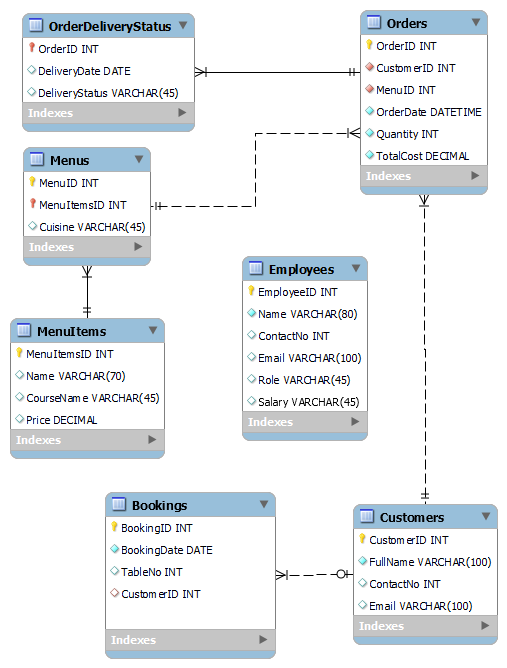 OrderDeliveryStatus
OrderID INT
DeliveryDate DATE
DeliveryStatus VARCHAR(45)
Indexes
Orders
OrderID INT
CustomerID INT
MenuID INT
OrderDate DATETIME
Quantity INT
TotalCost DECIMAL
Indexes
Menus
MenuID INT
MenuItemsID INT
Cuisine VARCHAR(45)
Indexes
Employees
EmployeeID INT
Name VARCHAR(80)
ContactNo INT
Email VARCHAR(100)
Role VARCHAR(45)
Salary VARCHAR(45)
Indexes
MenuItems
MenuItemsID INT
Name VARCHAR(70)
CourseName VARCHAR(45)
Price DECIMAL
Indexes
Bookings
BookingID INT
BookingDate DATE
TableNo INT
CustomerID INT
Indexes
Customers
CustomerID INT
FullName VARCHAR(100)
ContactNo INT
Email VARCHAR(100)
Indexes